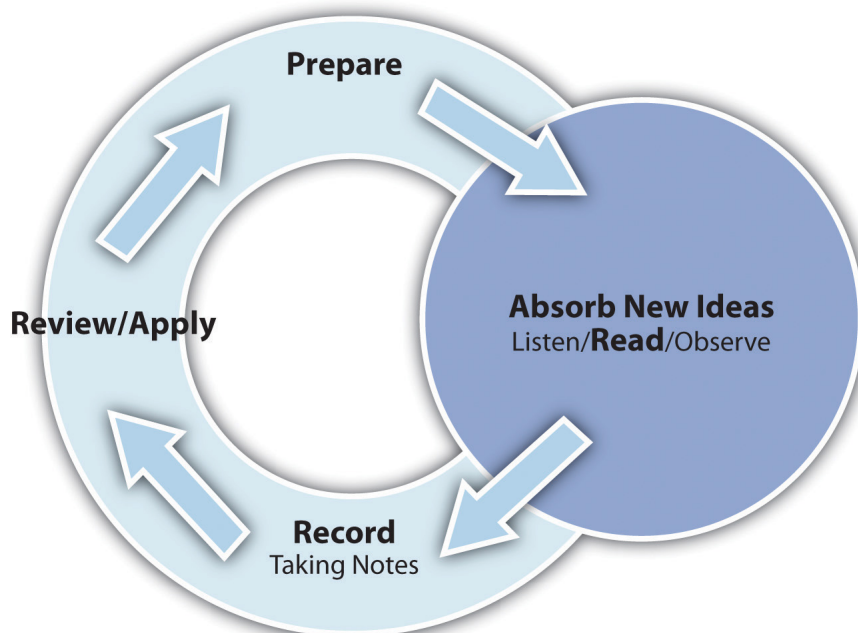 Prepare
Absorb New Ideas
Listen/Read/Observe
Record
Taking Notes
Review/Apply